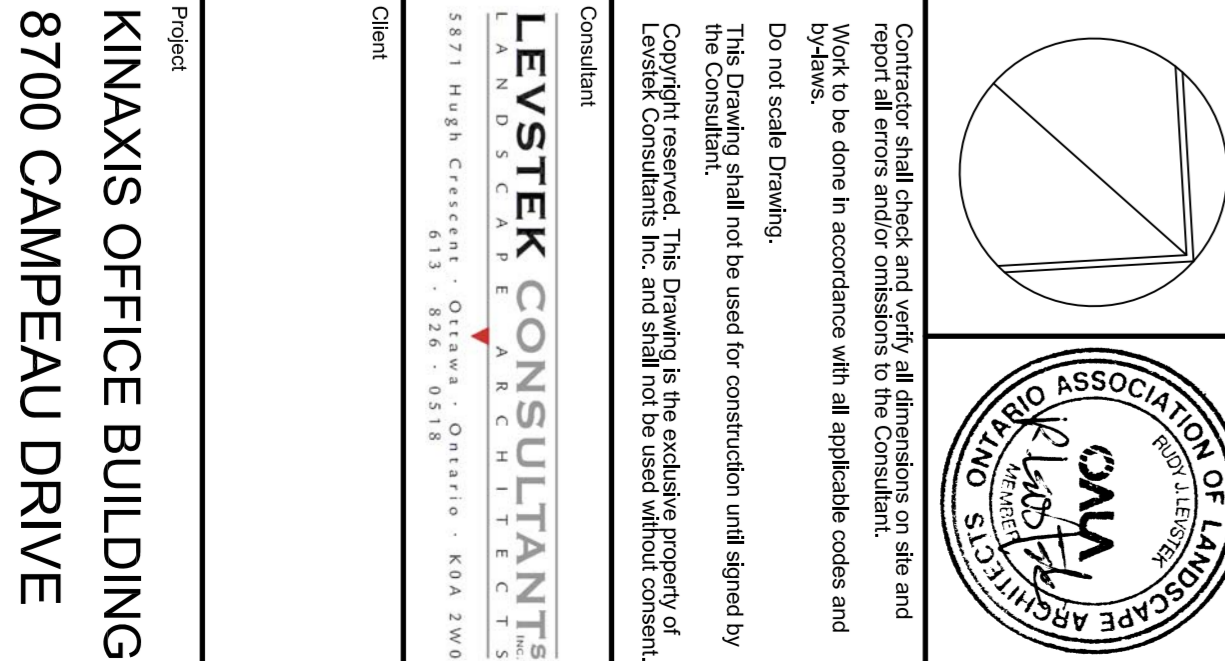 ONTARIO ASSOCIATION OF LANDSCAPE ARCHITECTS
RUDY J. LEVSTEK
OALA
MEMBER
Contractor shall check and verify all dimensions on site and
report all errors and/or omissions to the Consultant.
Work to be done in accordance with all applicable codes and
by-laws.
Do not scale Drawing.
This Drawing shall not be used for construction until signed by
the Consultant.
Copyright reserved. This Drawing is the exclusive property of
Levstek Consultants Inc. and shall not be used without consent.
Consultant
LEVSTEK CONSULTANTS INC.
LANDSCAPE ARCHITECTS
5871 Hugh Crescent · Ottawa · Ontario · K0A 2W0
613 · 826 · 0518
Client
Project
KINAXIS OFFICE BUILDING
8700 CAMPEAU DRIVE